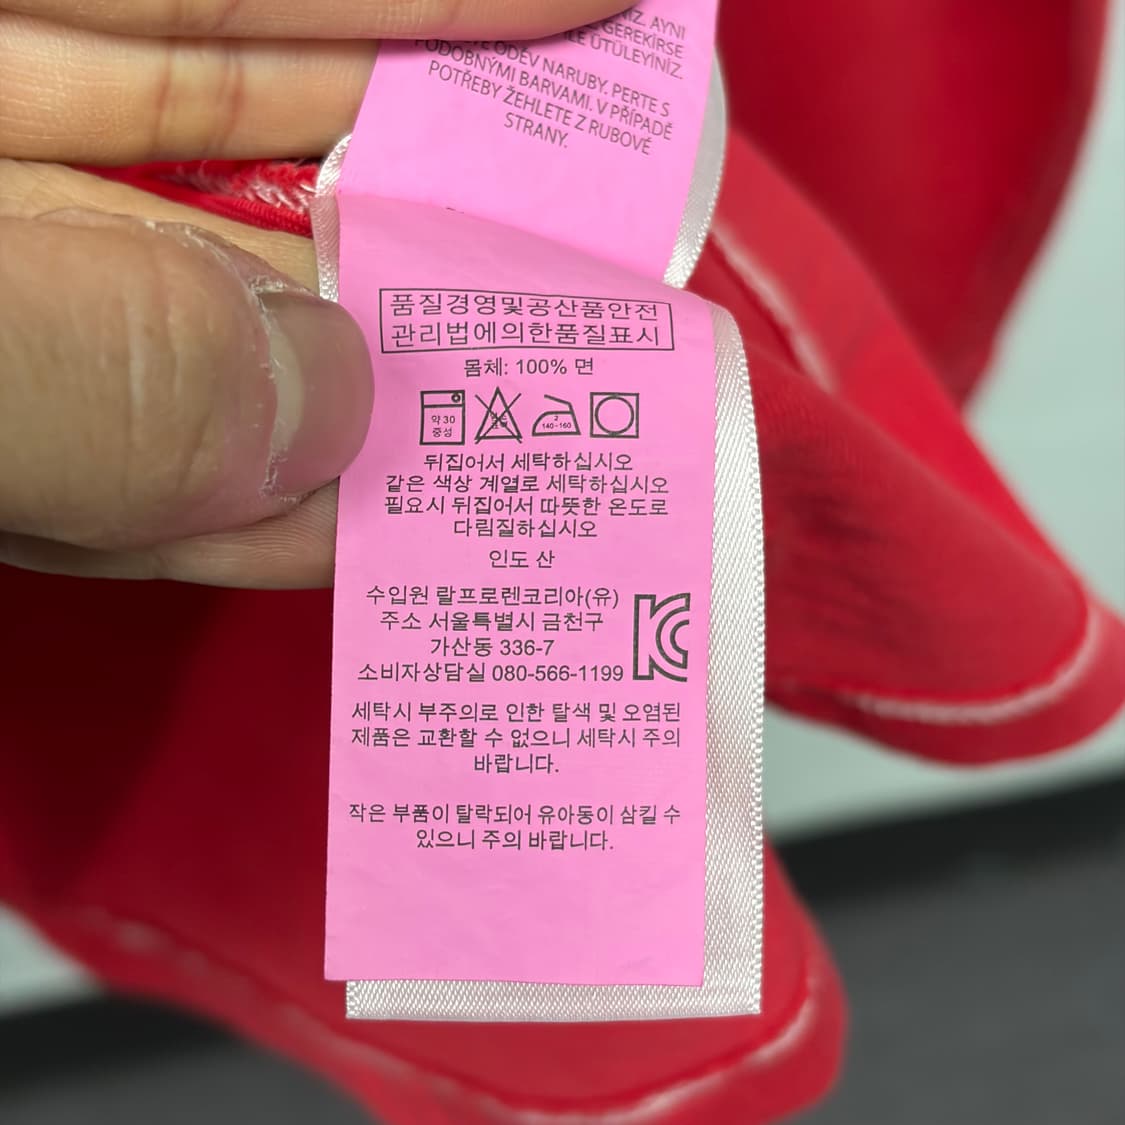 NIZ. AYNI
GEREKİRSE
İLE ÜTÜLEYİNİZ.
ODĚV NARUBY. PERTE S
PODOBNÝMI BARVAMI. V PŘÍPADĚ
POTŘEBY ŽEHLETE Z RUBOVÉ
STRANY.
품질경영및공산품안전
관리법에의한품질표시
몸체: 100% 면
약 30
중성
2
140-160
뒤집어서 세탁하십시오
같은 색상 계열로 세탁하십시오
필요시 뒤집어서 따뜻한 온도로
다림질하십시오
인도 산
수입원 랄프로렌코리아(유)
주소 서울특별시 금천구
가산동 336-7
소비자상담실 080-566-1199
세탁시 부주의로 인한 탈색 및 오염된
제품은 교환할 수 없으니 세탁시 주의
바랍니다.
작은 부품이 탈락되어 유아동이 삼킬 수
있으니 주의 바랍니다.